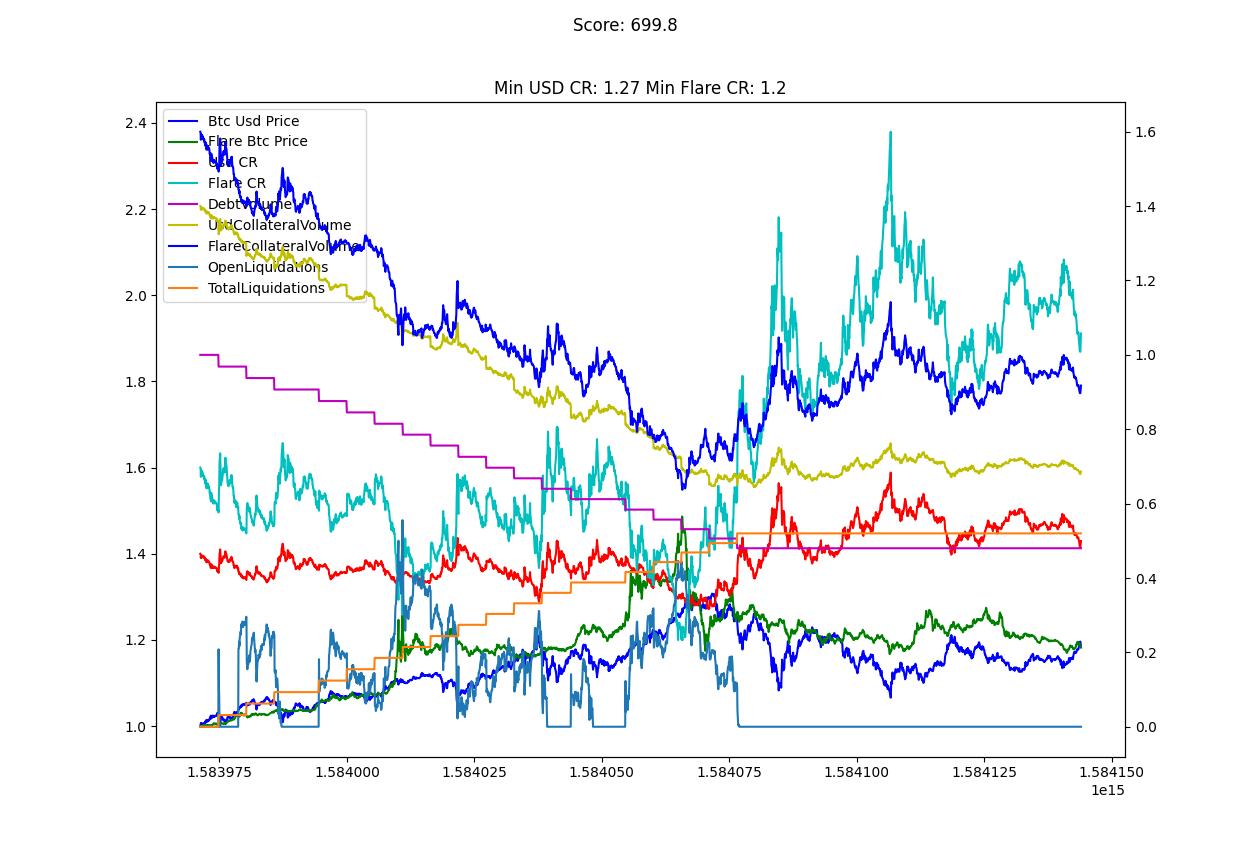 Score: 699.8
Min USD CR: 1.27 Min Flare CR: 1.2
Btc Usd Price
Flare Btc Price
Usd CR
Flare CR
DebtVolume
UsdCollateralVolume
FlareCollateralVolume
OpenLiquidations
TotalLiquidations
2.4
2.2
2.0
1.8
1.6
1.4
1.2
1.0
1.6
1.4
1.2
1.0
0.8
0.6
0.4
0.2
0.0
1.583975 1.584000 1.584025 1.584050 1.584075 1.584100 1.584125 1.584150
1e15